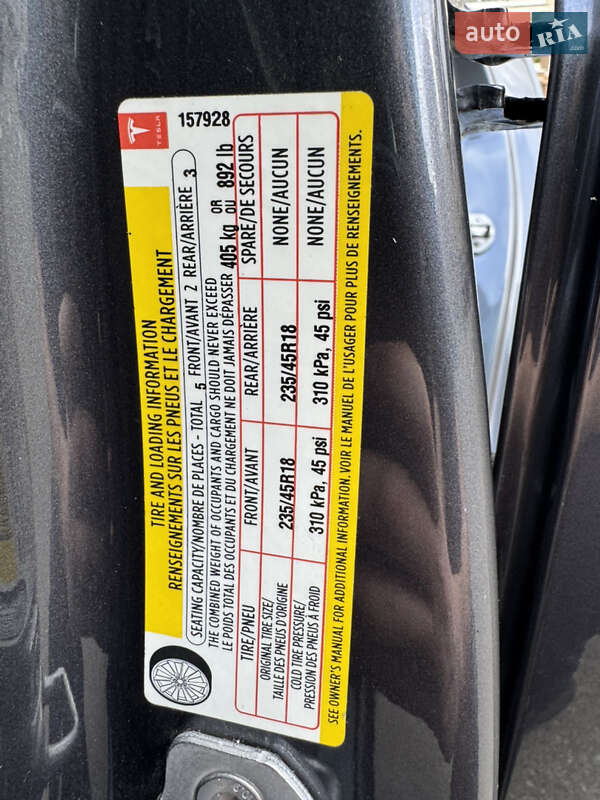 auto RIA.com
TESLA
157928
TIRE AND LOADING INFORMATION
RENSEIGNEMENTS SUR LES PNEUS ET LE CHARGEMENT
SEATING CAPACITY/NOMBRE DE PLACES - TOTAL 5 FRONT/AVANT 2 REAR/ARRIÈRE 3
THE COMBINED WEIGHT OF OCCUPANTS AND CARGO SHOULD NEVER EXCEED
LE POIDS TOTAL DES OCCUPANTS ET DU CHARGEMENT NE DOIT JAMAIS DÉPASSER
405 kg OR OU 892 lb
TIRE/PNEU FRONT/AVANT REAR/ARRIÈRE SPARE/DE SECOURS
ORIGINAL TIRE SIZE/
TAILLE DES PNEUS D'ORIGINE
235/45R18 235/45R18 NONE/AUCUN
COLD TIRE PRESSURE/
PRESSION DES PNEUS À FROID
310 kPa, 45 psi 310 kPa, 45 psi NONE/AUCUN
SEE OWNER'S MANUAL FOR ADDITIONAL INFORMATION. VOIR LE MANUEL DE L'USAGER POUR PLUS DE RENSEIGNEMENTS.